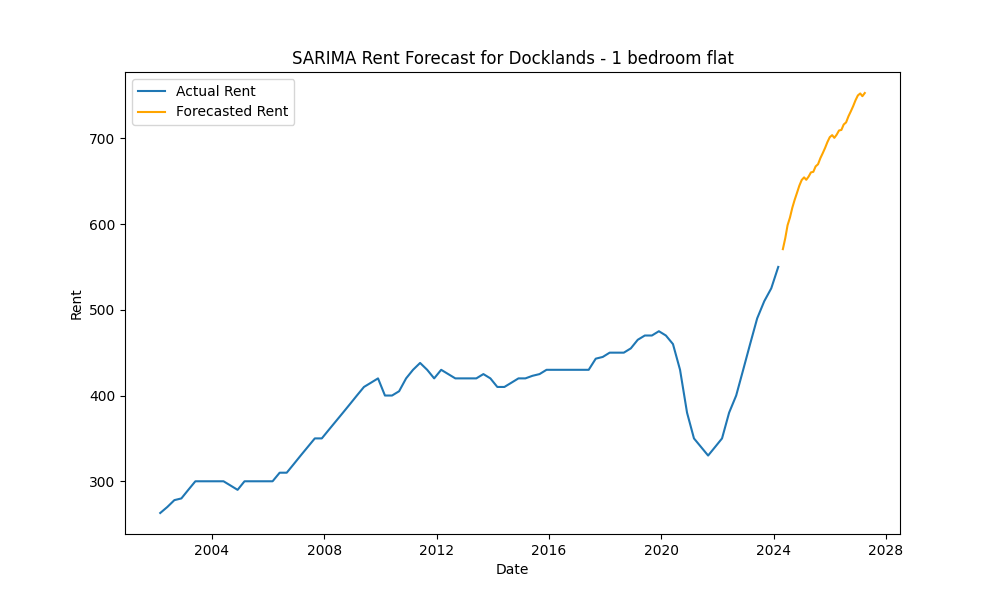 SARIMA Rent Forecast for Docklands - 1 bedroom flat
Actual Rent
Forecasted Rent
700
600
500
400
300
Rent
2004 2008 2012 2016 2020 2024 2028
Date